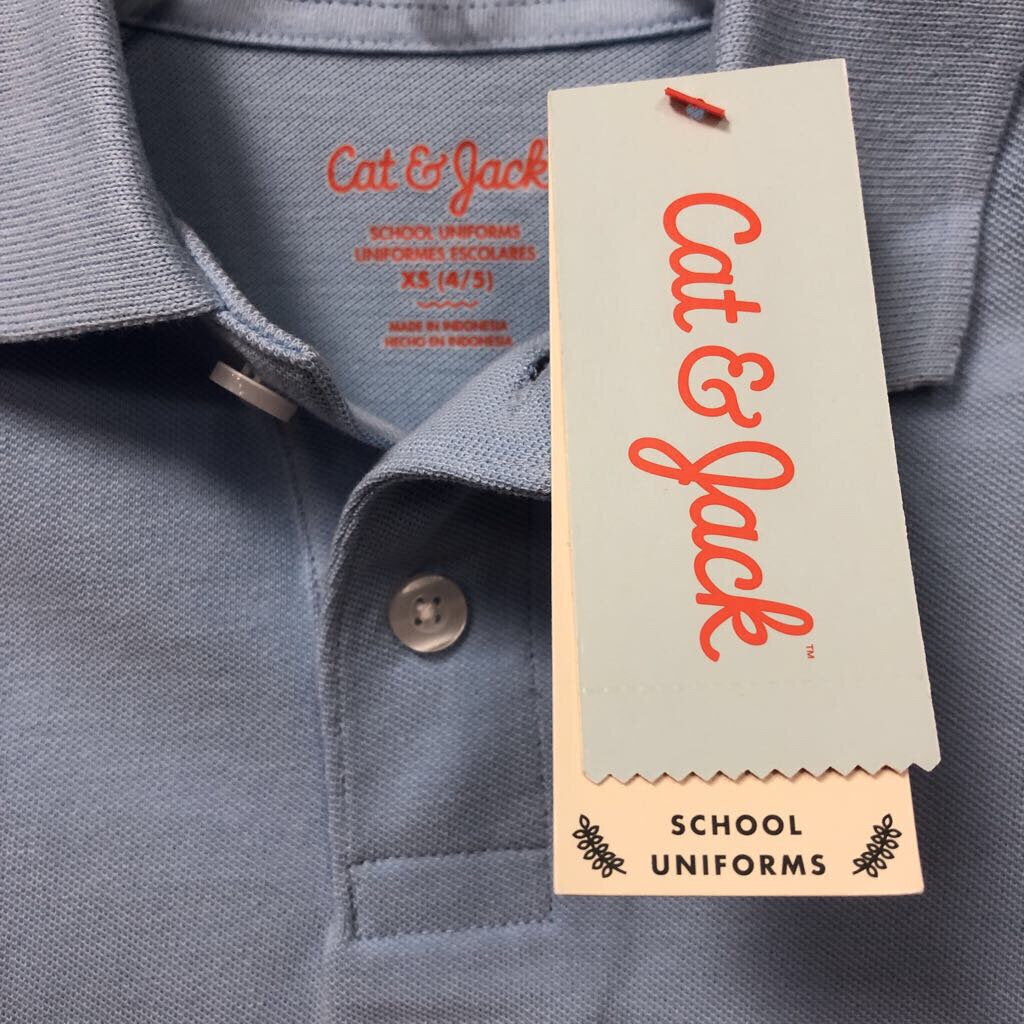 Cat & Jack
SCHOOL UNIFORMS
UNIFORMES ESCOLARES
XS (4/5)
MADE IN INDONESIA
HECHO EN INDONESIA
Cat & Jack™
SCHOOL
UNIFORMS